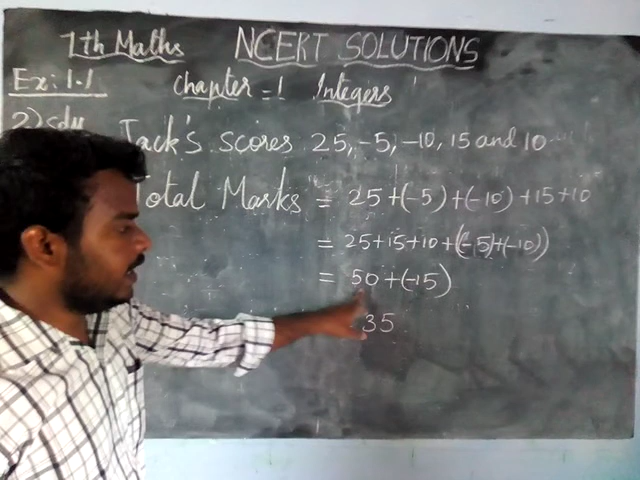 7th Maths NCERT SOLUTIONS
Ex: 1.1 Chapter = 1 Integers
2) Soln
Jack's scores 25, -5, -10, 15 and 10
Total Marks = 25+(-5)+(-10)+15+10
= 25+15+10+((-5)+(-10))
= 50+(-15)
35